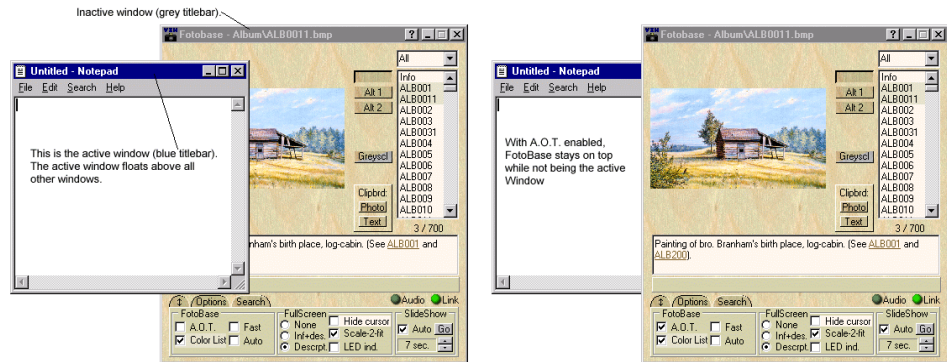 Inactive window (grey titlebar).
Fotobase - Album\ALB0011.bmp
Untitled - Notepad
File Edit Search Help
This is the active window (blue titlebar).
The active window floats above all
other windows.
All
Info
ALB001
ALB0011
ALB002
ALB003
ALB0031
ALB004
ALB005
ALB006
ALB007
ALB008
ALB009
ALB010
Alt 1
Alt 2
Greyscl
Clipbrd:
Photo
Text
3 / 700
nham's birth place, log-cabin. (See ALB001 and
Audio Link
Options Search
FotoBase
A.O.T. Fast
Color List Auto
FullScreen
None
Inf+des.
Descrpt.
Hide cursor
Scale-2-fit
LED ind.
SlideShow
Auto Go
7 sec.
Fotobase - Album\ALB0011.bmp
Untitled - Notepad
File Edit Search Help
With A.O.T. enabled,
FotoBase stays on top
while not being the active
Window
All
Info
ALB001
ALB0011
ALB002
ALB003
ALB0031
ALB004
ALB005
ALB006
ALB007
ALB008
ALB009
ALB010
Alt 1
Alt 2
Greyscl
Clipbrd:
Photo
Text
3 / 700
Painting of bro. Branham's birth place, log-cabin. (See ALB001 and
ALB200).
Audio Link
Options Search
FotoBase
A.O.T. Fast
Color List Auto
FullScreen
None
Inf+des.
Descrpt.
Hide cursor
Scale-2-fit
LED ind.
SlideShow
Auto Go
7 sec.